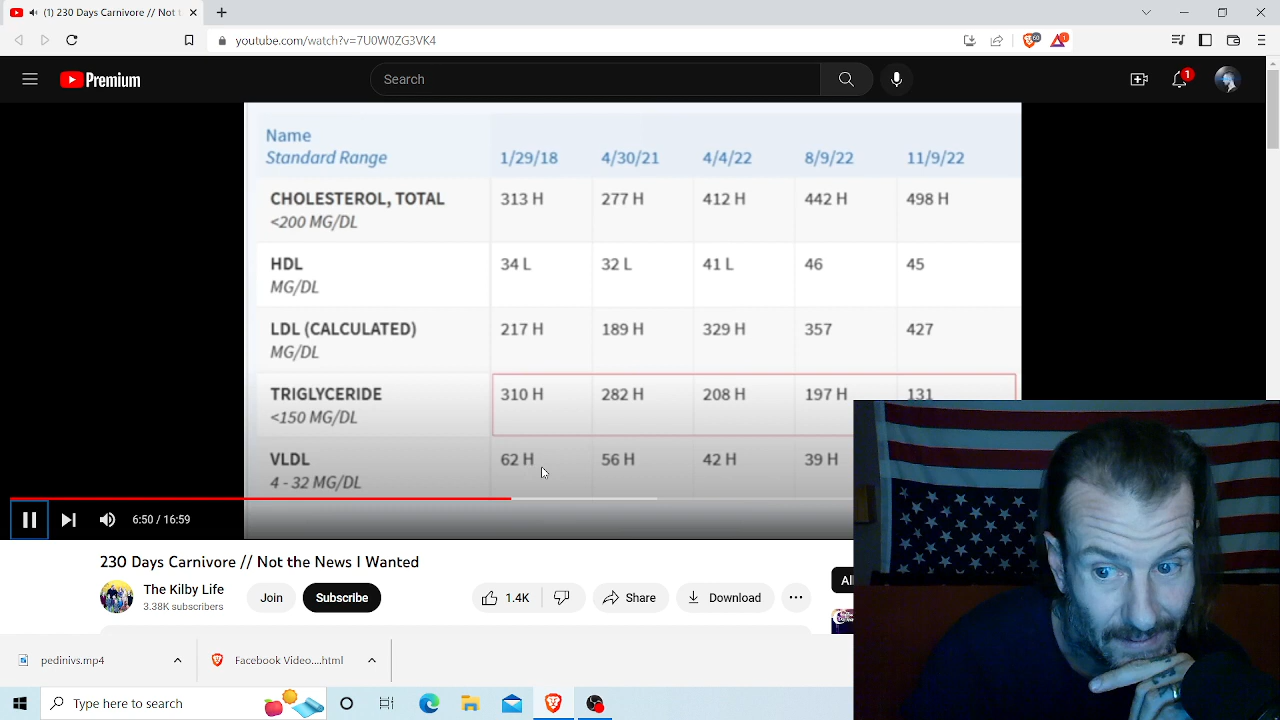 (1) 230 Days Carnivore // Not t
youtube.com/watch?v=7U0W0ZG3VK4
60
1
Premium
Search
1
Name
Standard Range
1/29/18
4/30/21
4/4/22
8/9/22
11/9/22
CHOLESTEROL, TOTAL
<200 MG/DL
313 H
277 H
412 H
442 H
498 H
HDL
MG/DL
34 L
32 L
41 L
46
45
LDL (CALCULATED)
MG/DL
217 H
189 H
329 H
357
427
TRIGLYCERIDE
<150 MG/DL
310 H
282 H
208 H
197 H
131
VLDL
4 - 32 MG/DL
62 H
56 H
42 H
39 H
6:50 / 16:59
230 Days Carnivore // Not the News I Wanted
The Kilby Life
3.38K subscribers
Join
Subscribe
1.4K
Share
Download
All
pedinivs.mp4
Facebook Video....html
Type here to search